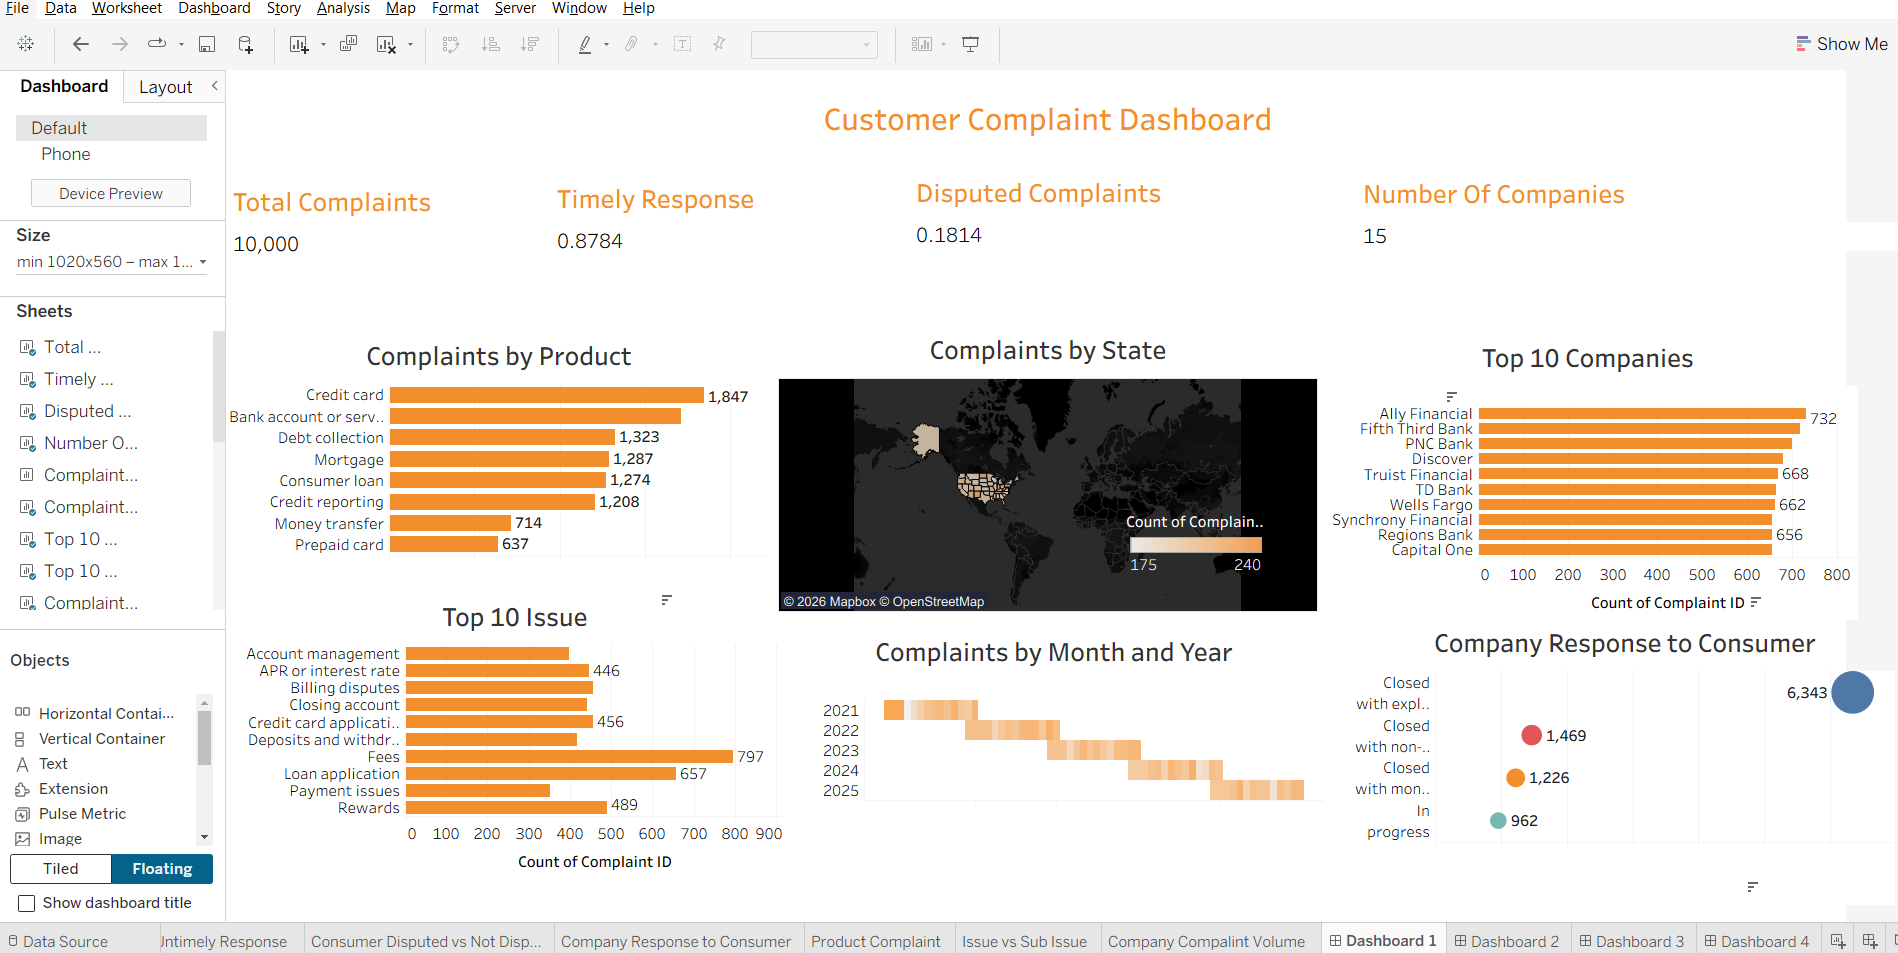 File Data Worksheet Dashboard Story Analysis Map Format Server Window Help
Show Me
Dashboard Layout
Default
Phone
Device Preview
Size
min 1020x560 – max 1...
Sheets
Total ...
Timely ...
Disputed ...
Number O...
Complaint...
Complaint...
Top 10 ...
Top 10 ...
Complaint...
Objects
Horizontal Contai...
Vertical Container
Text
Extension
Pulse Metric
Image
Tiled Floating
Show dashboard title
Customer Complaint Dashboard
Total Complaints
10,000
Timely Response
0.8784
Disputed Complaints
0.1814
Number Of Companies
15
Complaints by Product
Credit card 1,847
Bank account or serv..
Debt collection 1,323
Mortgage 1,287
Consumer loan 1,274
Credit reporting 1,208
Money transfer 714
Prepaid card 637
Complaints by State
Count of Complain..
175 240
© 2026 Mapbox © OpenStreetMap
Top 10 Companies
Ally Financial 732
Fifth Third Bank
PNC Bank
Discover
Truist Financial 668
TD Bank
Wells Fargo 662
Synchrony Financial
Regions Bank 656
Capital One
0 100 200 300 400 500 600 700 800
Count of Complaint ID
Top 10 Issue
Account management
APR or interest rate 446
Billing disputes
Closing account
Credit card applicati.. 456
Deposits and withdr..
Fees 797
Loan application 657
Payment issues
Rewards 489
0 100 200 300 400 500 600 700 800 900
Count of Complaint ID
Complaints by Month and Year
2021
2022
2023
2024
2025
Company Response to Consumer
Closed
with expl.. 6,343
Closed
with non-.. 1,469
Closed
with mon.. 1,226
In
progress 962
Data Source Untimely Response Consumer Disputed vs Not Disp... Company Response to Consumer Product Complaint Issue vs Sub Issue Company Compalint Volume Dashboard 1 Dashboard 2 Dashboard 3 Dashboard 4